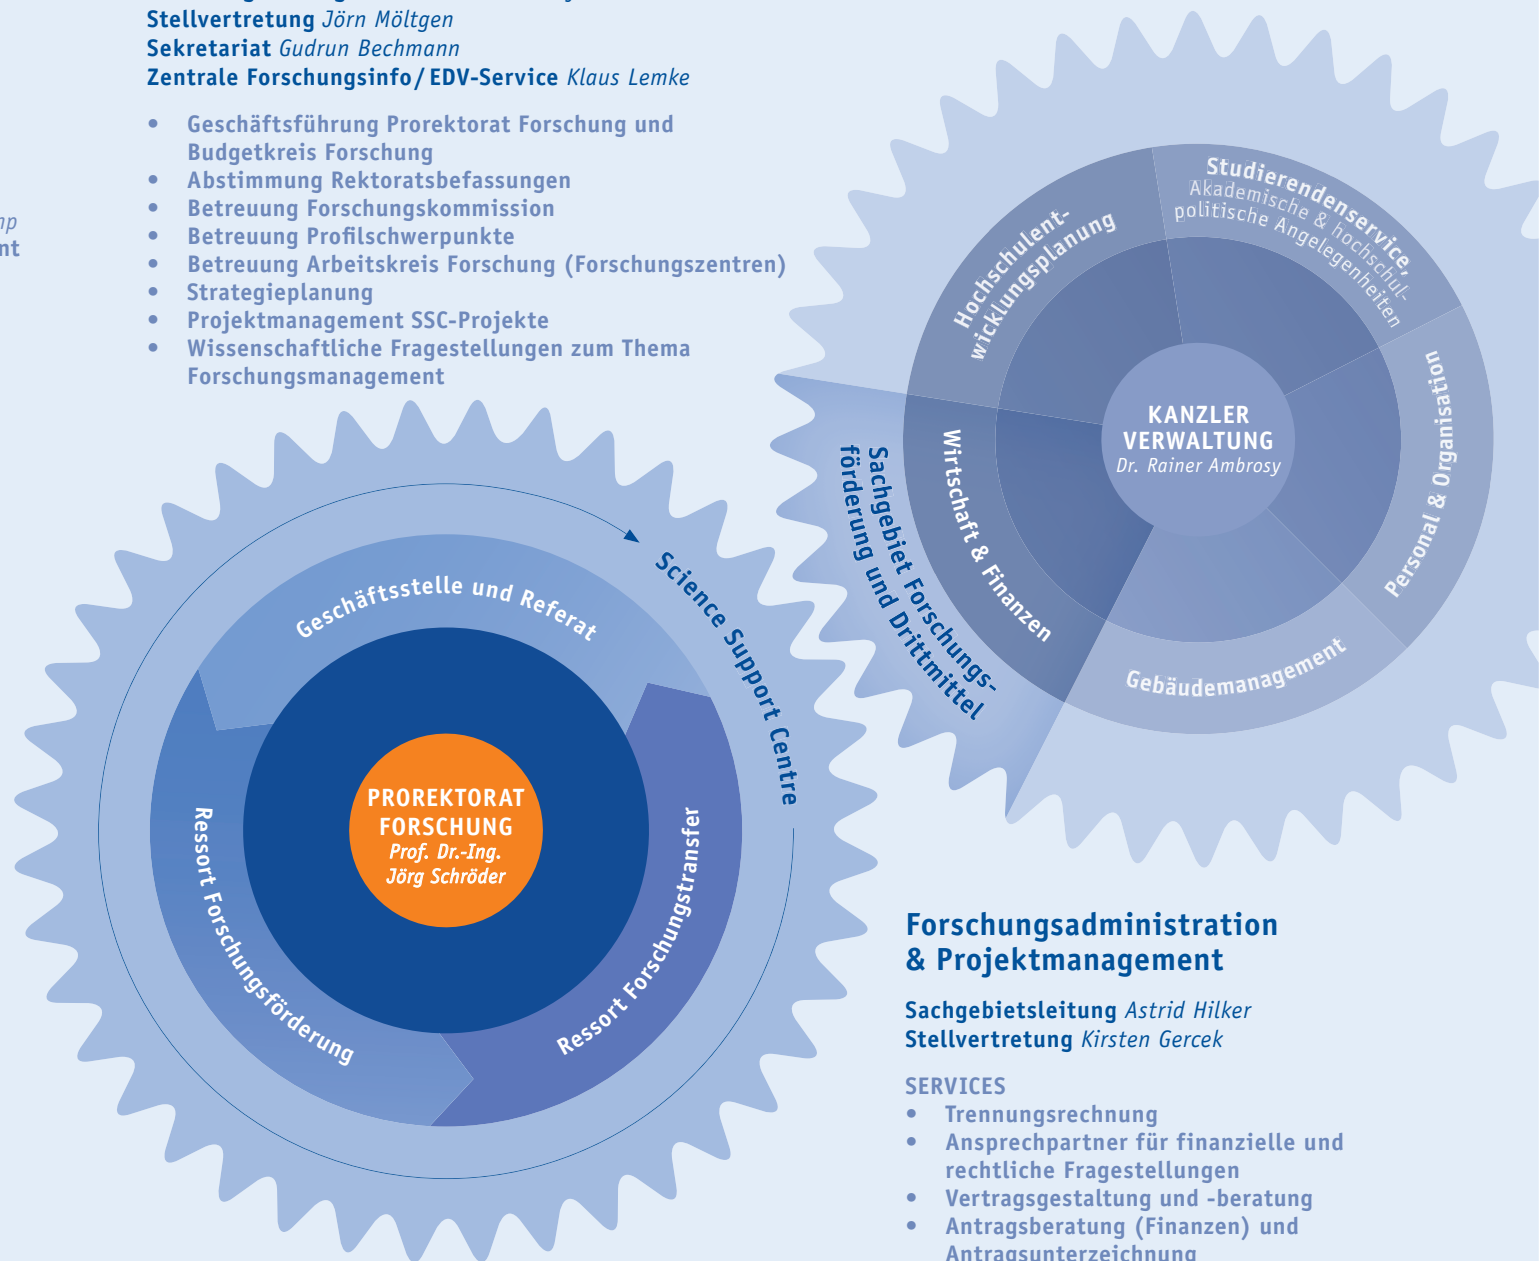 Stellvertretung Jörn Möltgen
Sekretariat Gudrun Bechmann
Zentrale Forschungsinfo/EDV-Service Klaus Lemke
• Geschäftsführung Prorektorat Forschung und
Budgetkreis Forschung
• Abstimmung Rektoratsbefassungen
• Betreuung Forschungskommission
• Betreuung Profilschwerpunkte
• Betreuung Arbeitskreis Forschung (Forschungszentren)
• Strategieplanung
• Projektmanagement SSC-Projekte
• Wissenschaftliche Fragestellungen zum Thema
Forschungsmanagement
Geschäftsstelle und Referat
Science Support Centre
Ressort Forschungsförderung
Ressort Forschungstransfer
PROREKTORAT
FORSCHUNG
Prof. Dr.-Ing.
Jörg Schröder
Hochschulent-
wicklungsplanung
Studierendenservice,
Akademische & hochschul-
politische Angelegenheiten
Personal & Organisation
Gebäudemanagement
Wirtschaft & Finanzen
Sachgebiet Forschungs-
förderung und Drittmittel
KANZLER
VERWALTUNG
Dr. Rainer Ambrosy
Forschungsadministration
& Projektmanagement
Sachgebietsleitung Astrid Hilker
Stellvertretung Kirsten Gercek
SERVICES
• Trennungsrechnung
• Ansprechpartner für finanzielle und
rechtliche Fragestellungen
• Vertragsgestaltung und -beratung
• Antragsberatung (Finanzen) und
Antragsunterzeichnung